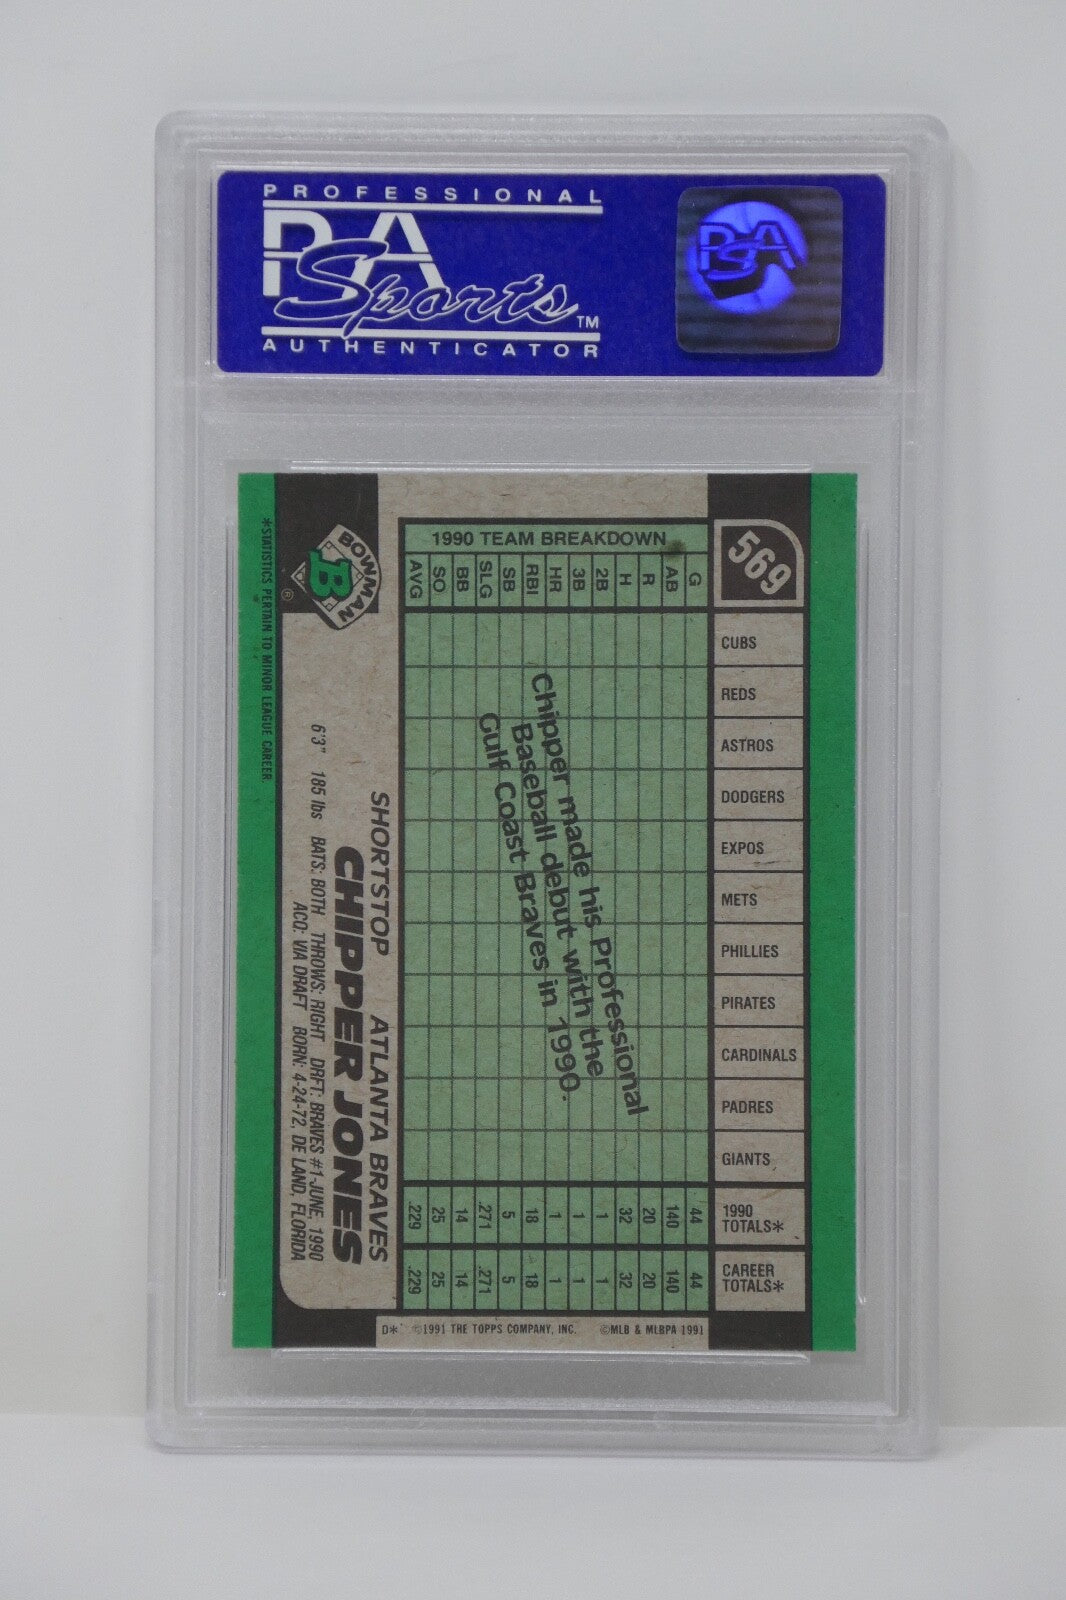 PROFESSIONAL
PSA
Sports™
AUTHENTICATOR
PSA
569
CUBS
REDS
ASTROS
DODGERS
EXPOS
METS
PHILLIES
PIRATES
CARDINALS
PADRES
GIANTS
1990 TOTALS*
CAREER TOTALS*
1990 TEAM BREAKDOWN
G 44 44
AB 140 140
R 20 20
H 32 32
2B 1 1
3B 1 1
HR 1 1
RBI 18 18
SB 5 5
SLG .271 .271
BB 14 14
SO 25 25
AVG .229 .229
Chipper made his Professional
Baseball debut with the
Gulf Coast Braves in 1990.
BOWMAN
B®
SHORTSTOP ATLANTA BRAVES
CHIPPER JONES
6'3" 185 lbs BATS: BOTH THROWS: RIGHT DRFT: BRAVES #1-JUNE, 1990
ACQ: VIA DRAFT BORN: 4-24-72, DE LAND, FLORIDA
*STATISTICS PERTAIN TO MINOR LEAGUE CAREER.
D* ©1991 THE TOPPS COMPANY, INC. ©MLB & MLBPA 1991